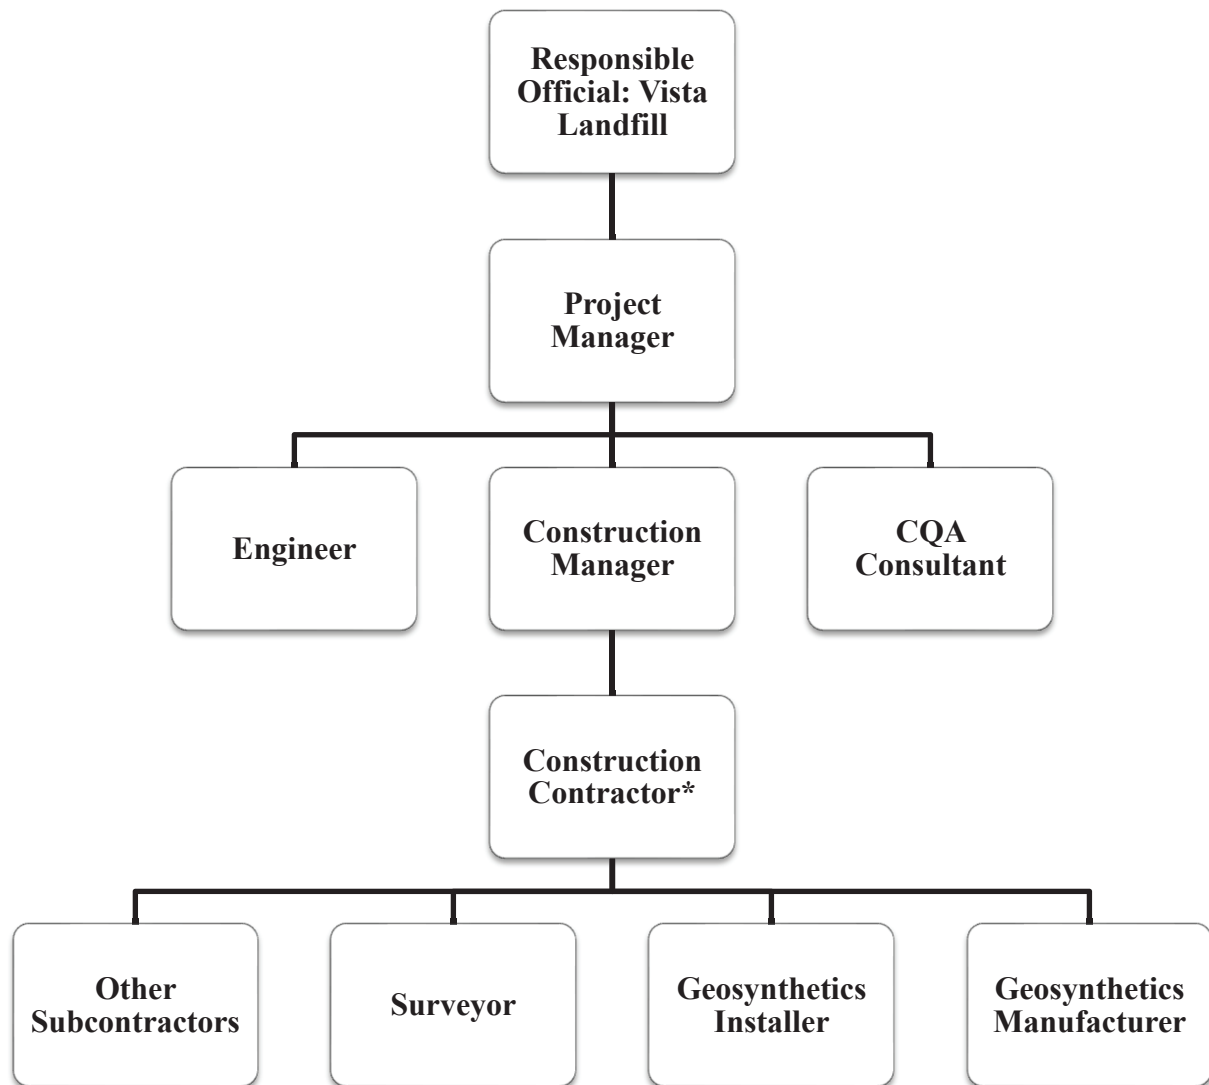 Responsible
Official: Vista
Landfill
Project
Manager
Engineer
Construction
Manager
CQA
Consultant
Construction
Contractor*
Other
Subcontractors
Surveyor
Geosynthetics
Installer
Geosynthetics
Manufacturer